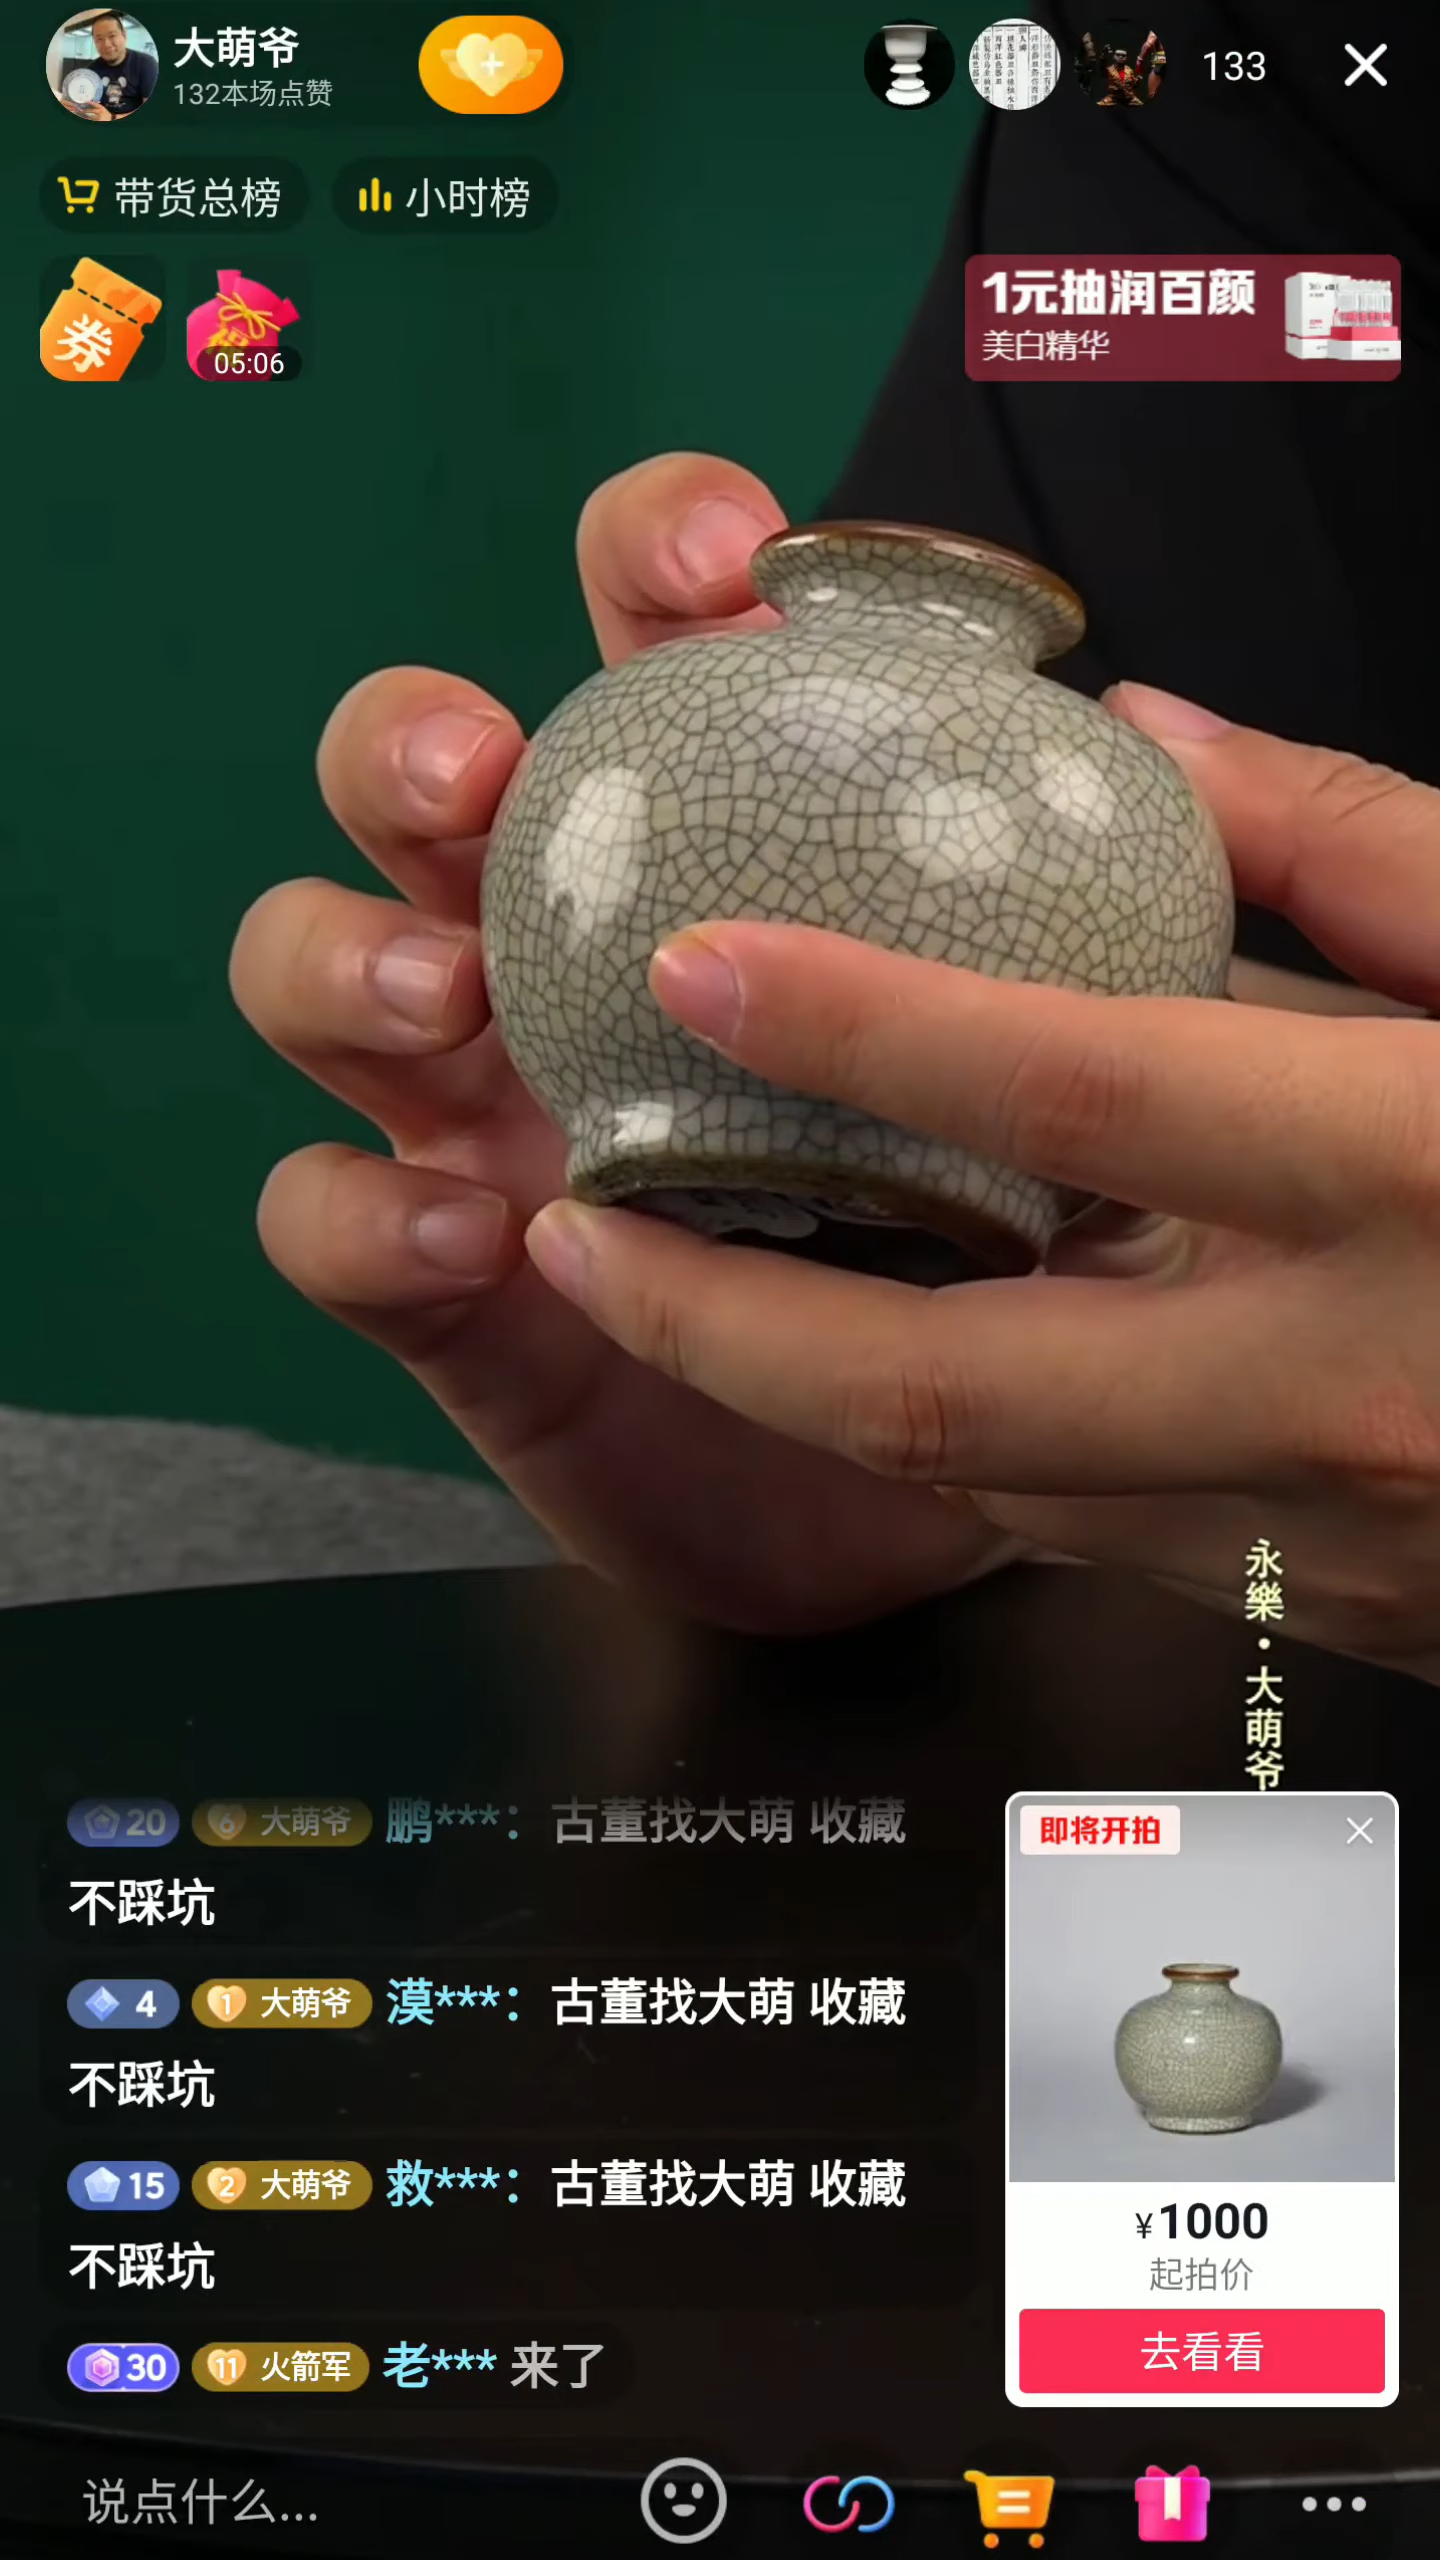 大萌爷
132本场点赞
133
带货总榜
小时榜
券
05:06
1元抽润百颜
美白精华
永樂·大萌爷
20 6 大萌爷 鹏***： 古董找大萌 收藏
不踩坑
4 1 大萌爷 漠***： 古董找大萌 收藏
不踩坑
15 2 大萌爷 救***： 古董找大萌 收藏
不踩坑
30 11 火箭军 老*** 来了
即将开拍
¥1000
起拍价
去看看
说点什么...